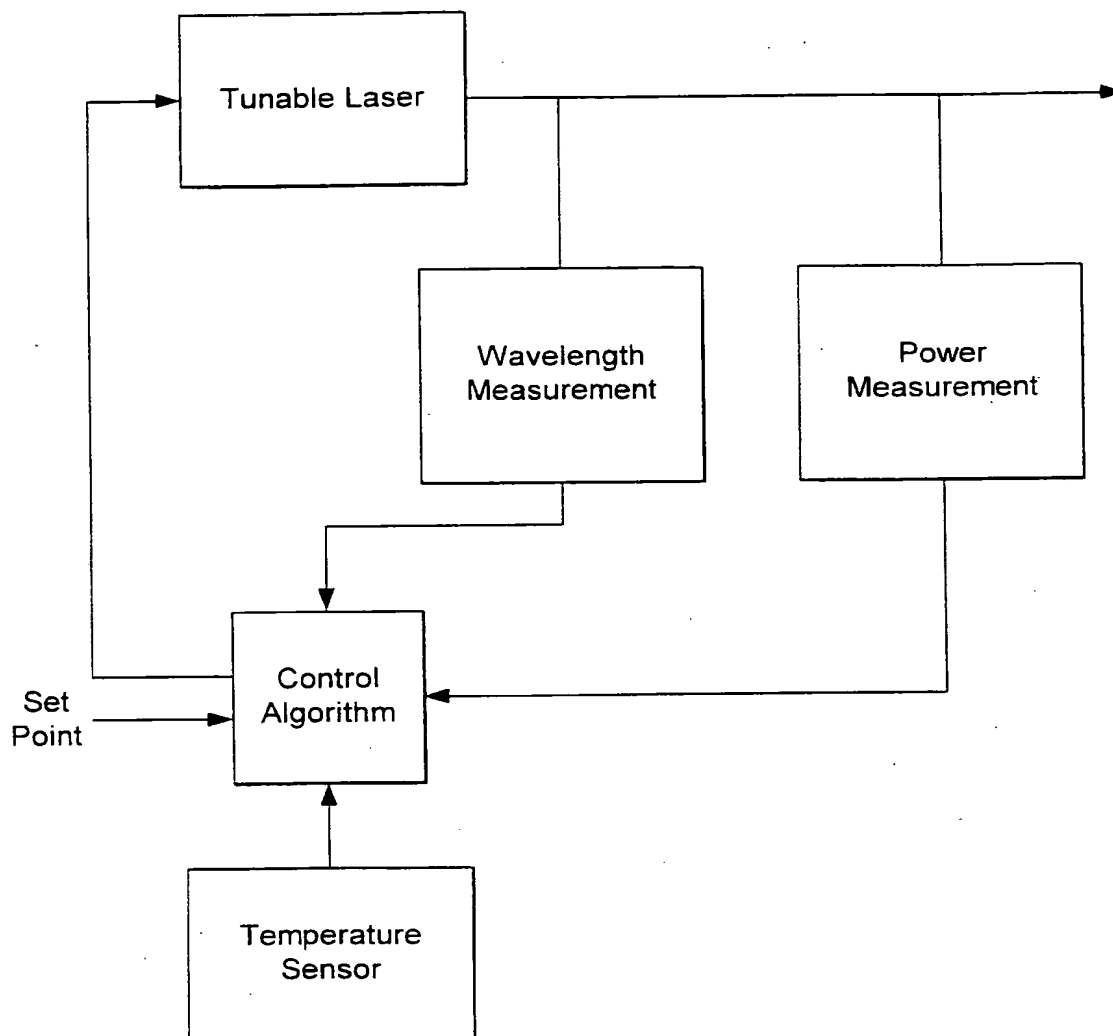 Tunable Laser
Wavelength
Measurement
Power
Measurement
Control
Algorithm
Set
Point
Temperature
Sensor